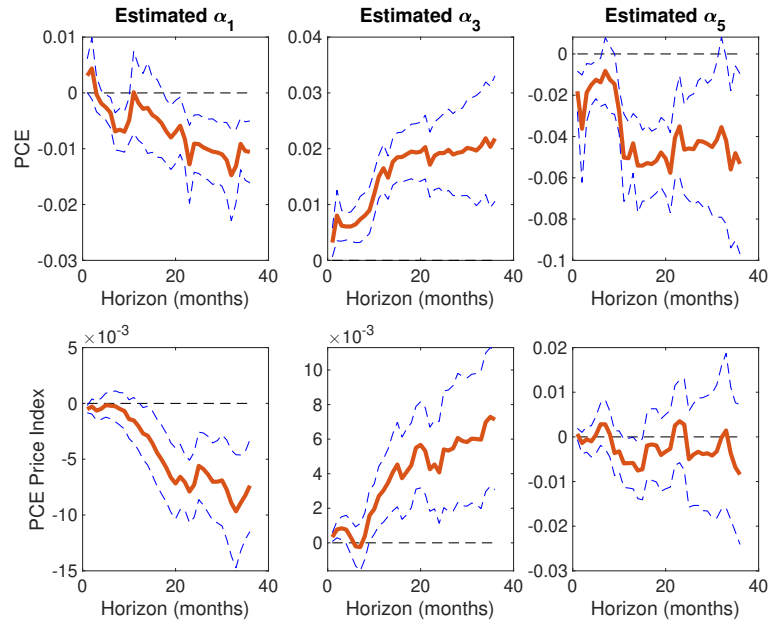 Estimated α1 Estimated α3 Estimated α5
0.01 0.04 0
0 0.03 -0.02
-0.01 0.02 -0.04
-0.02 0.01 -0.06
-0.03 0 -0.08
-0.1
PCE
0 20 40 0 20 40 0 20 40
Horizon (months) Horizon (months) Horizon (months)
×10-3 ×10-3
5 10 0.02
0 8 0.01
-5 6 0
-10 4 -0.01
-15 2 -0.02
0 -0.03
PCE Price Index
0 20 40 0 20 40 0 20 40
Horizon (months) Horizon (months) Horizon (months)